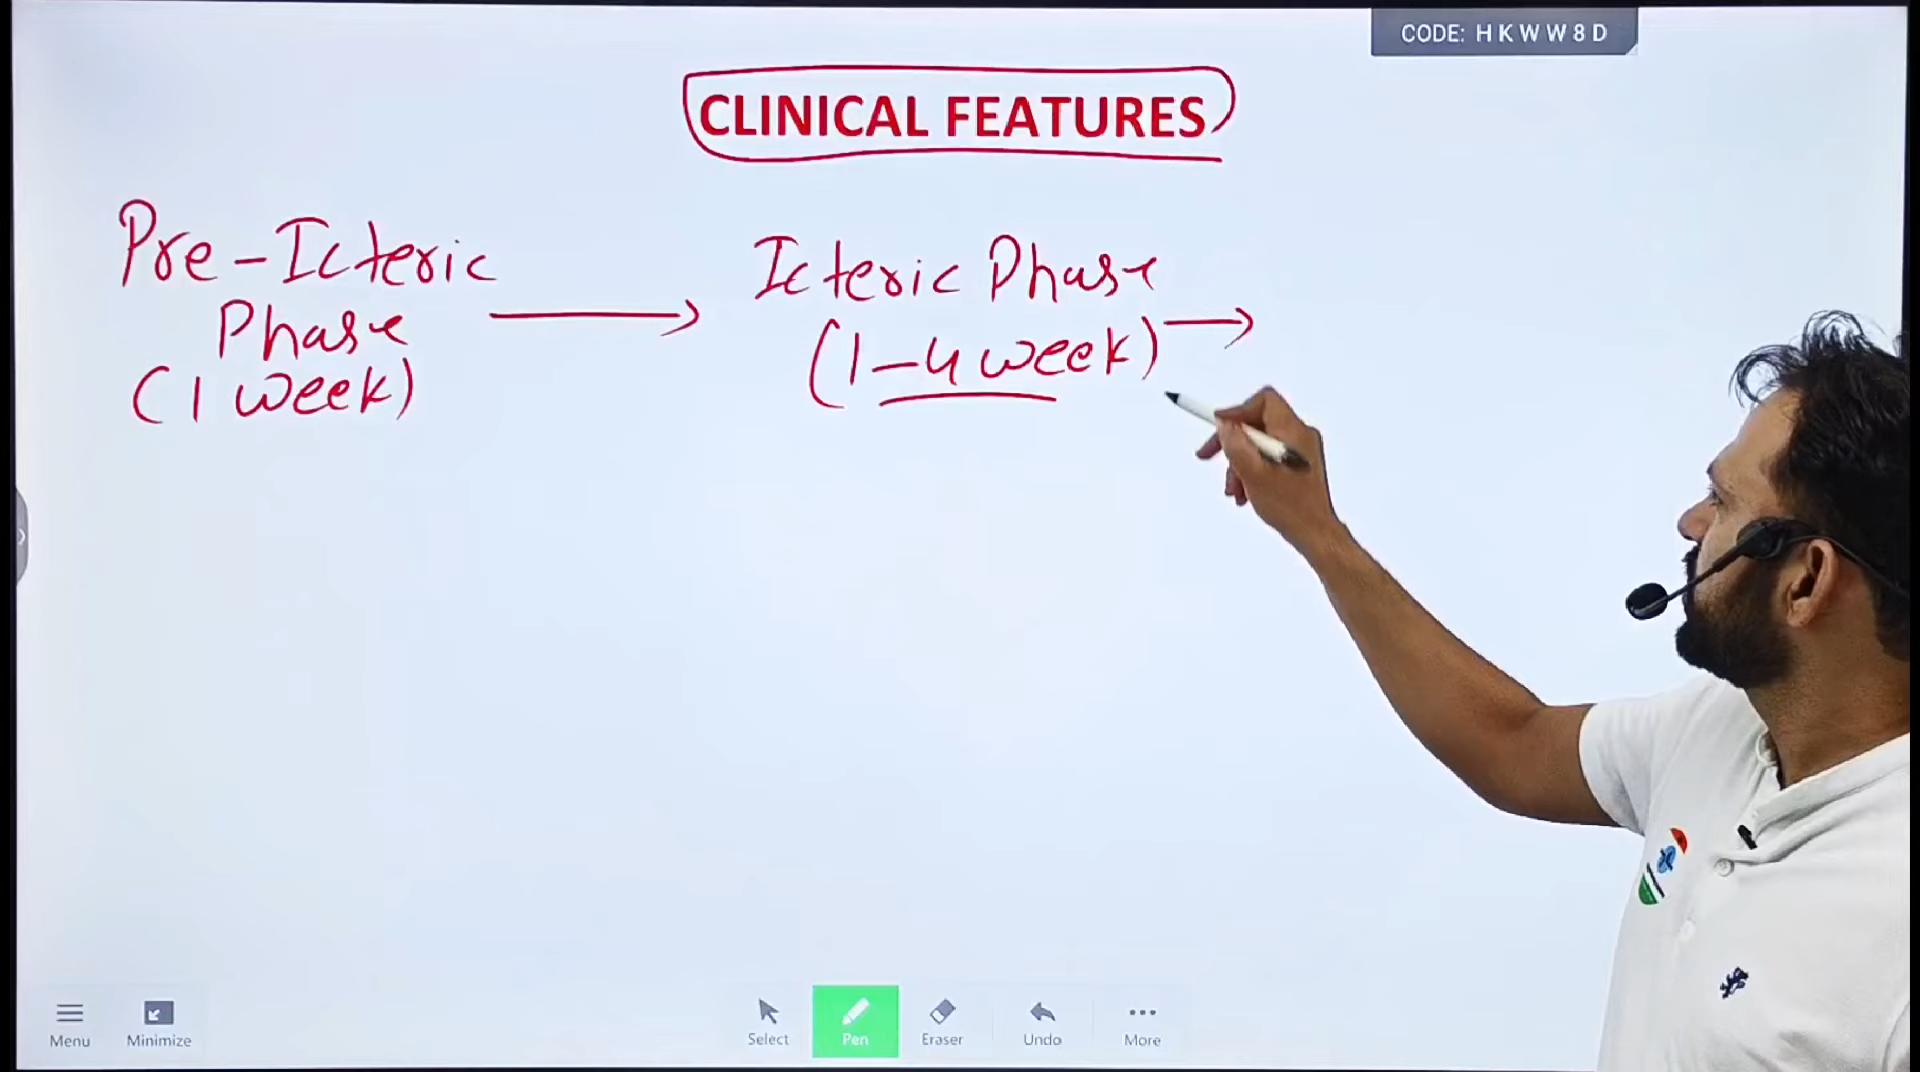 CODE: HKWW8D
CLINICAL FEATURES
Pre-Icteric
Phase
(1 week)
Icteric Phase
(1-4 week)
Menu
Minimize
Select
Pen
Eraser
Undo
More